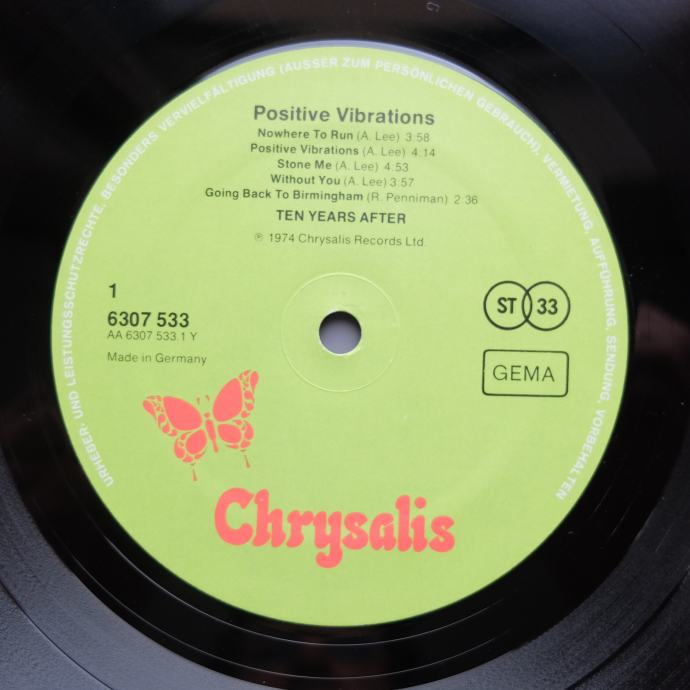 URHEBER- UND LEISTUNGSSCHUTZRECHTE, BESONDERS VERVIELFÄLTIGUNG (AUSSER ZUM PERSÖNLICHEN GEBRAUCH), VERMIETUNG, AUFFÜHRUNG, SENDUNG, VORBEHALTEN
Positive Vibrations
Nowhere To Run (A. Lee) 3:58
Positive Vibrations (A. Lee) 4:14
Stone Me (A. Lee) 4:53
Without You (A. Lee) 3:57
Going Back To Birmingham (R. Penniman) 2:36
TEN YEARS AFTER
℗ 1974 Chrysalis Records Ltd.
1
6307 533
AA 6307 533.1 Y
Made in Germany
ST 33
GEMA
Chrysalis